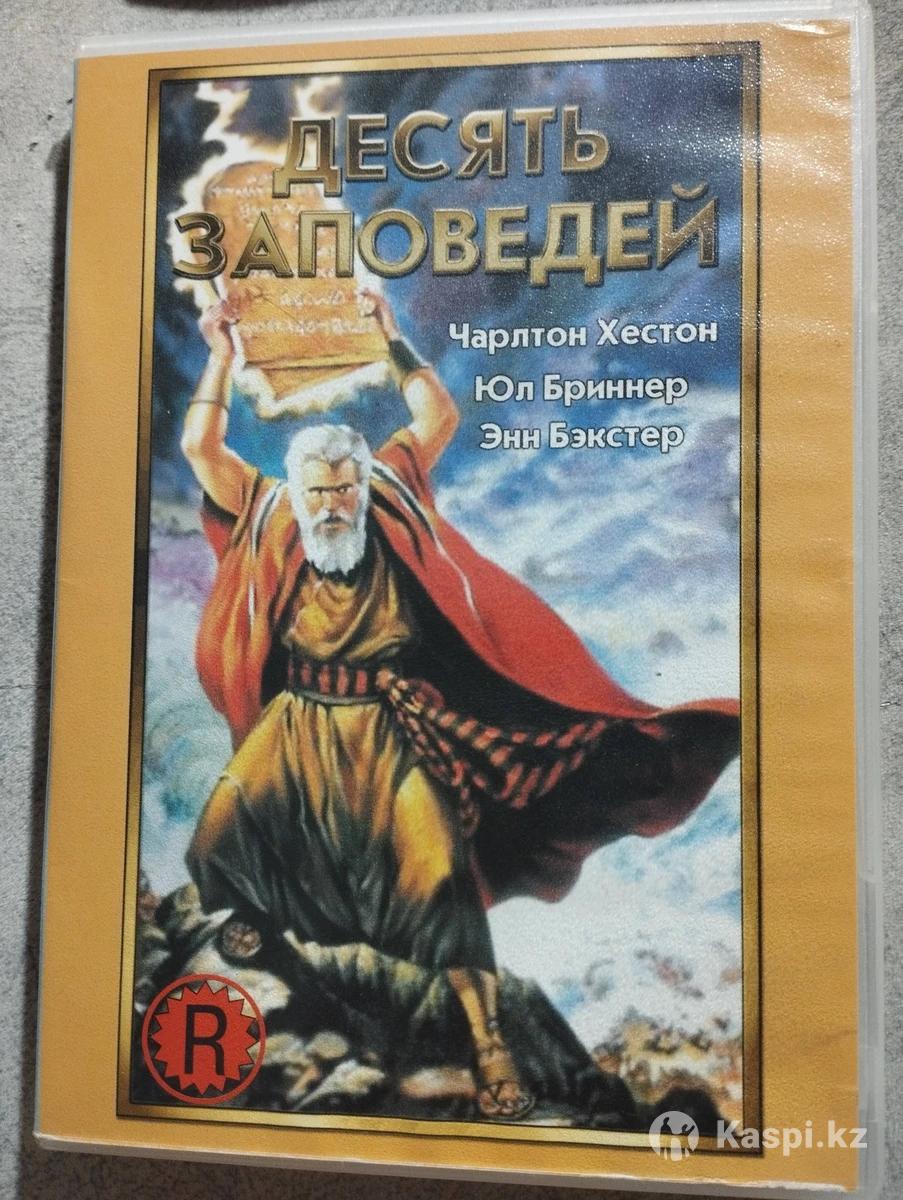 ДЕСЯТЬ
ЗАПОВЕДЕЙ
Чарлтон Хестон
Юл Бриннер
Энн Бэкстер
R
Kaspi.kz